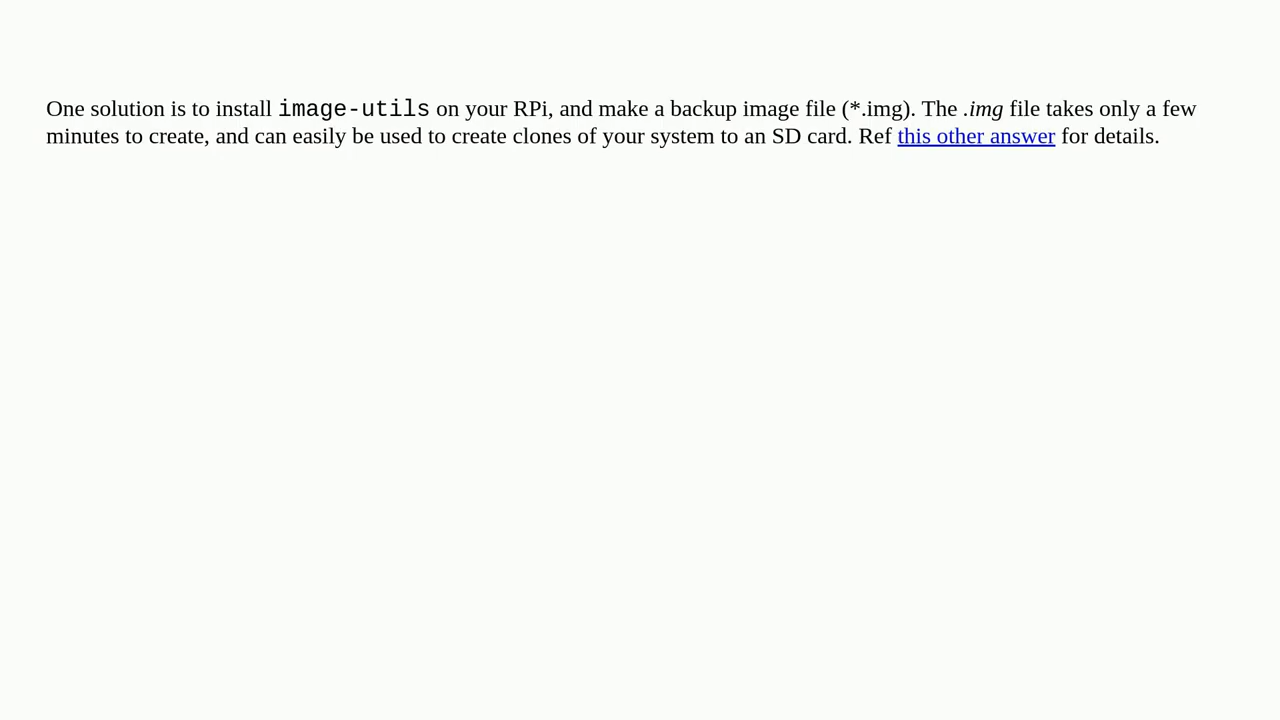 One solution is to install image-utils on your RPi, and make a backup image file (*.img). The .img file takes only a few
minutes to create, and can easily be used to create clones of your system to an SD card. Ref this other answer for details.